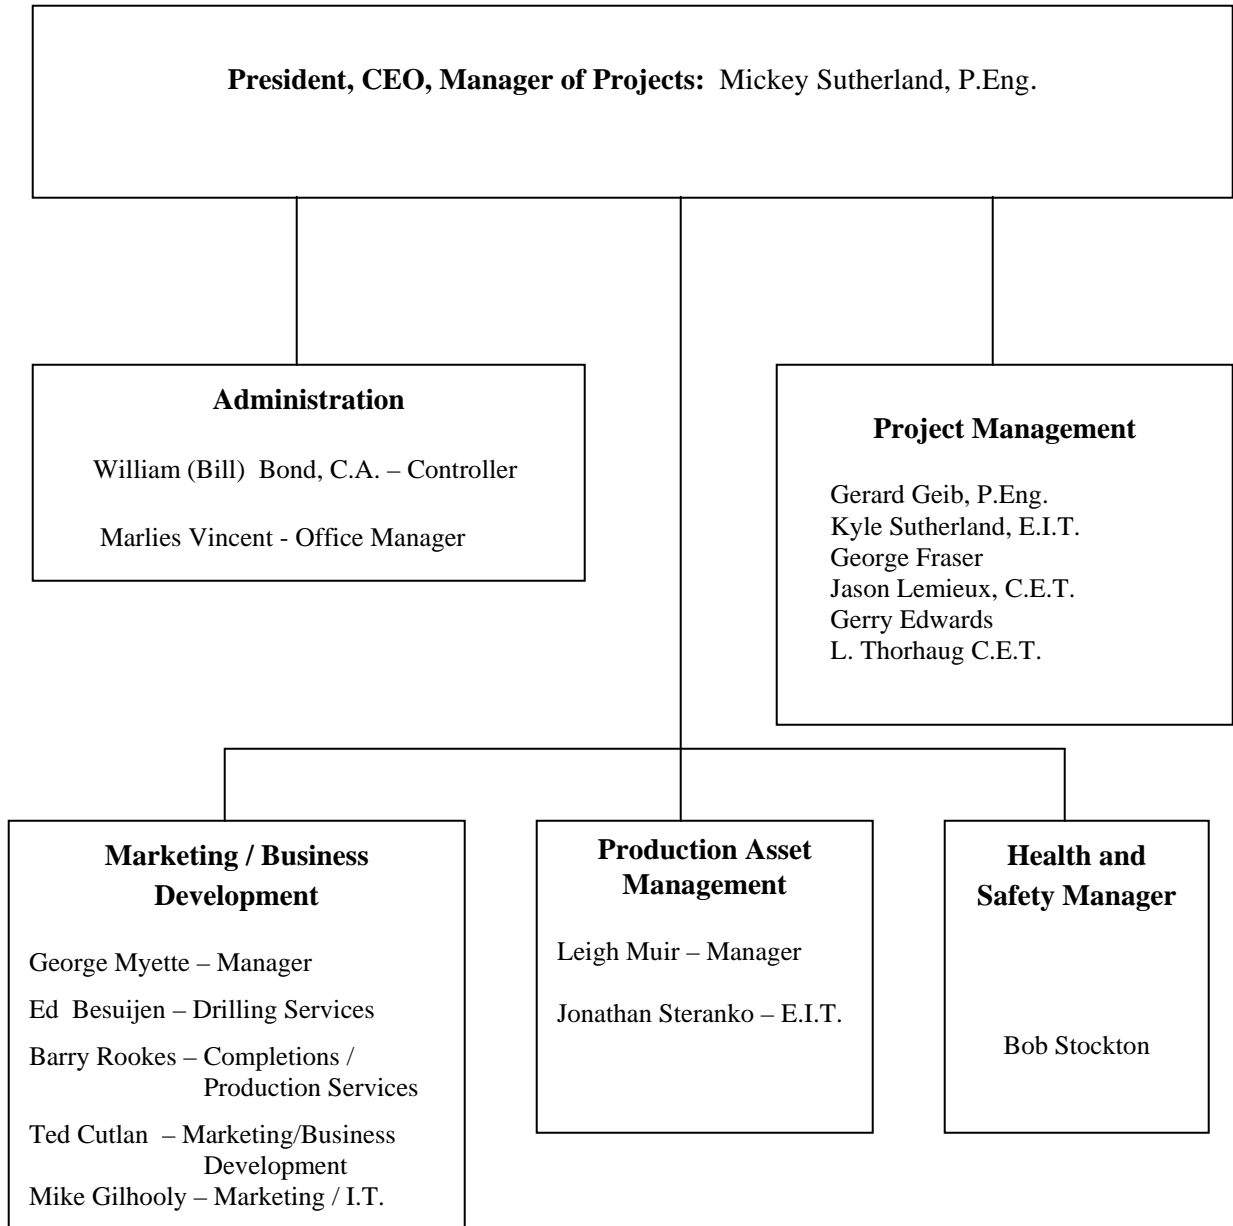 President, CEO, Manager of Projects: Mickey Sutherland, P.Eng.
Administration
William (Bill) Bond, C.A. – Controller
Marlies Vincent - Office Manager
Project Management
Gerard Geib, P.Eng.
Kyle Sutherland, E.I.T.
George Fraser
Jason Lemieux, C.E.T.
Gerry Edwards
L. Thorhaug C.E.T.
Marketing / Business
Development
George Myette – Manager
Ed Besuijen – Drilling Services
Barry Rookes – Completions /
Production Services
Ted Cutlan – Marketing/Business
Development
Mike Gilhooly – Marketing / I.T.
Production Asset
Management
Leigh Muir – Manager
Jonathan Steranko – E.I.T.
Health and
Safety Manager
Bob Stockton